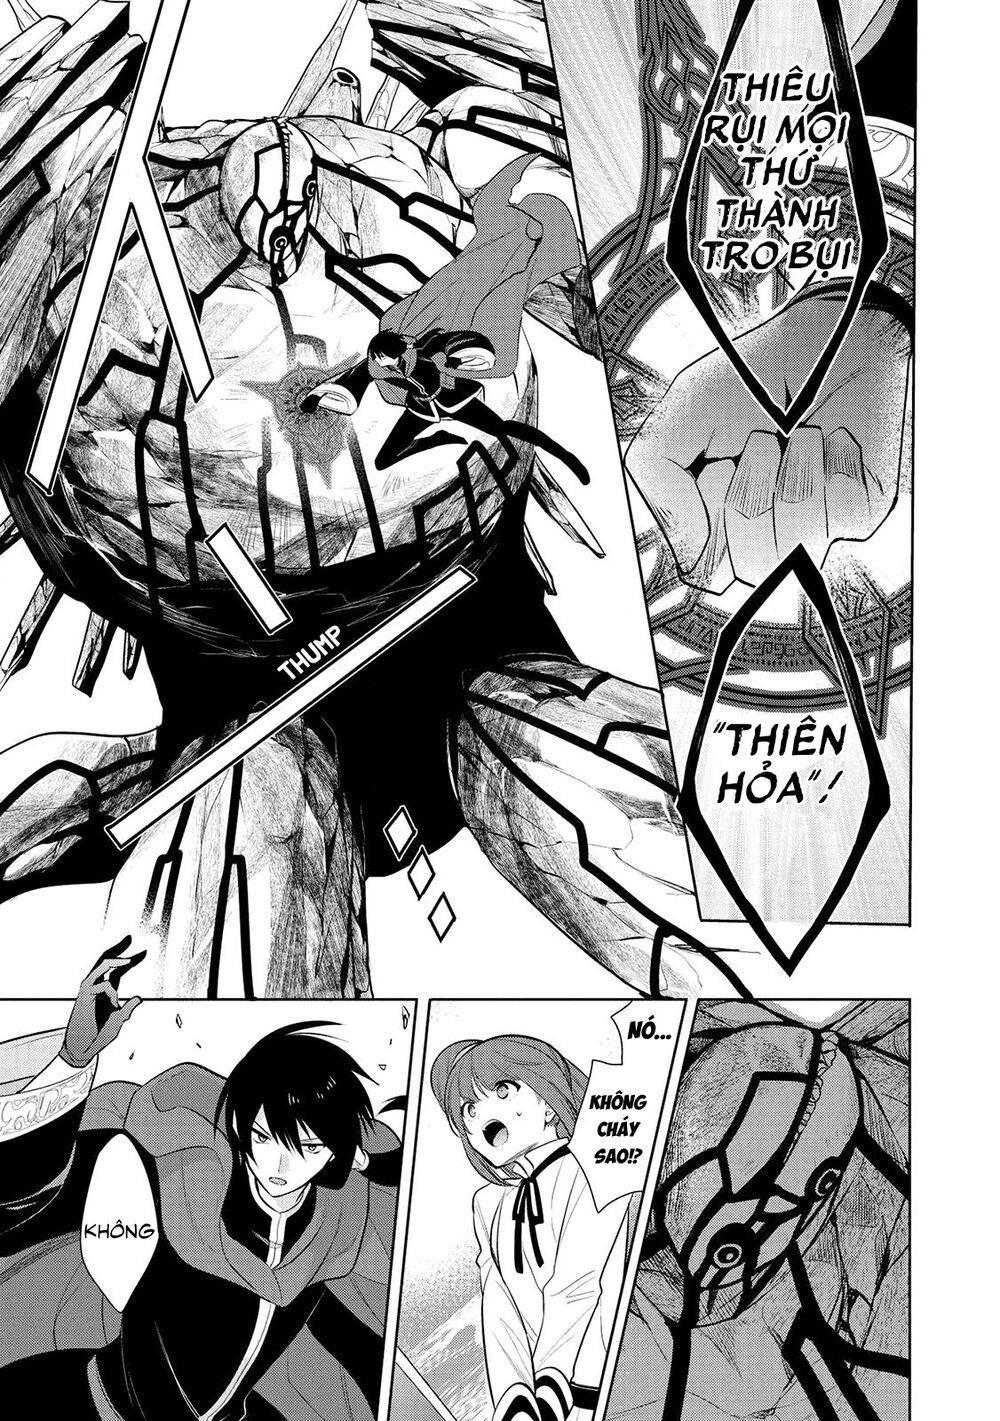 THIÊU
RỤI MỌI
THỨ
THÀNH
TRO BỤI
"THIÊN
HỎA"!
THUMP
NÓ...
KHÔNG
CHÁY
SAO!?
KHÔNG